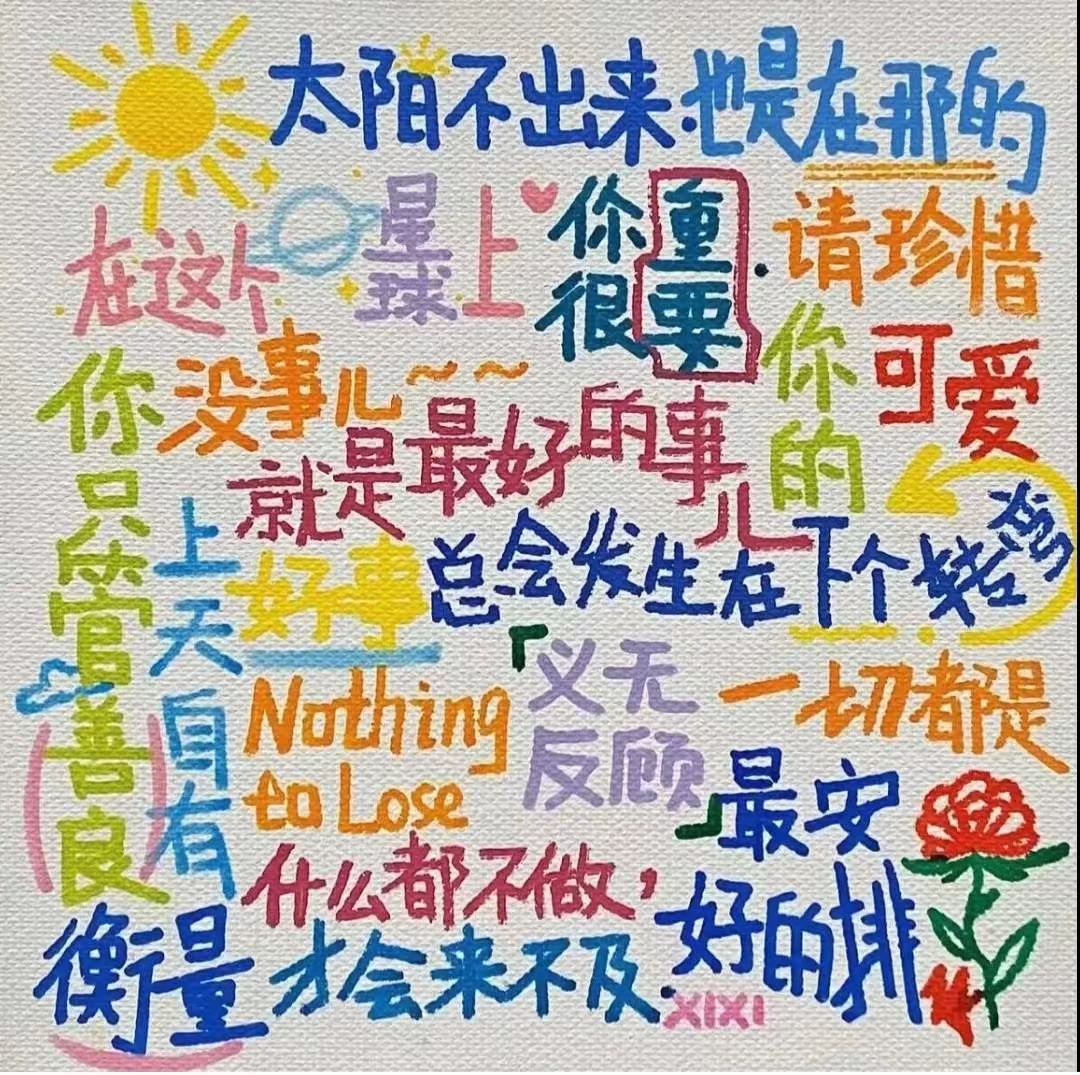 太阳不出来也是在那的
在这个星球上
你很重要
请珍惜
你的可爱
没事儿~~
就是最好的事儿
你只管善良
上天自有
衡量
好事总会发生在下个转弯
Nothing
to Lose
「义无
反顾」
一切都是
最安
好的排
什么都不做,
才会来不及.
XIXI